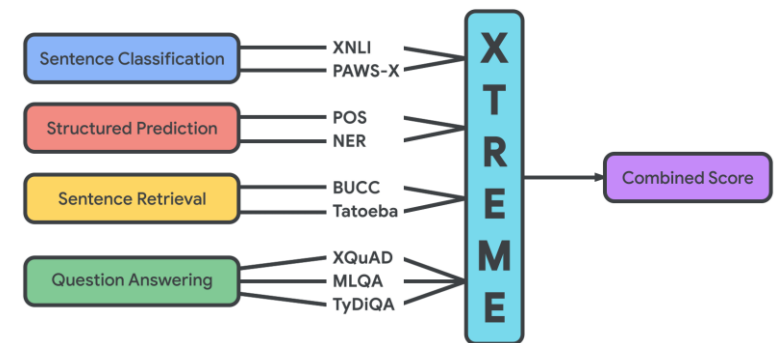 Sentence Classification
XNLI
PAWS-X
Structured Prediction
POS
NER
Sentence Retrieval
BUCC
Tatoeba
Question Answering
XQuAD
MLQA
TyDiQA
X
T
R
E
M
E
Combined Score